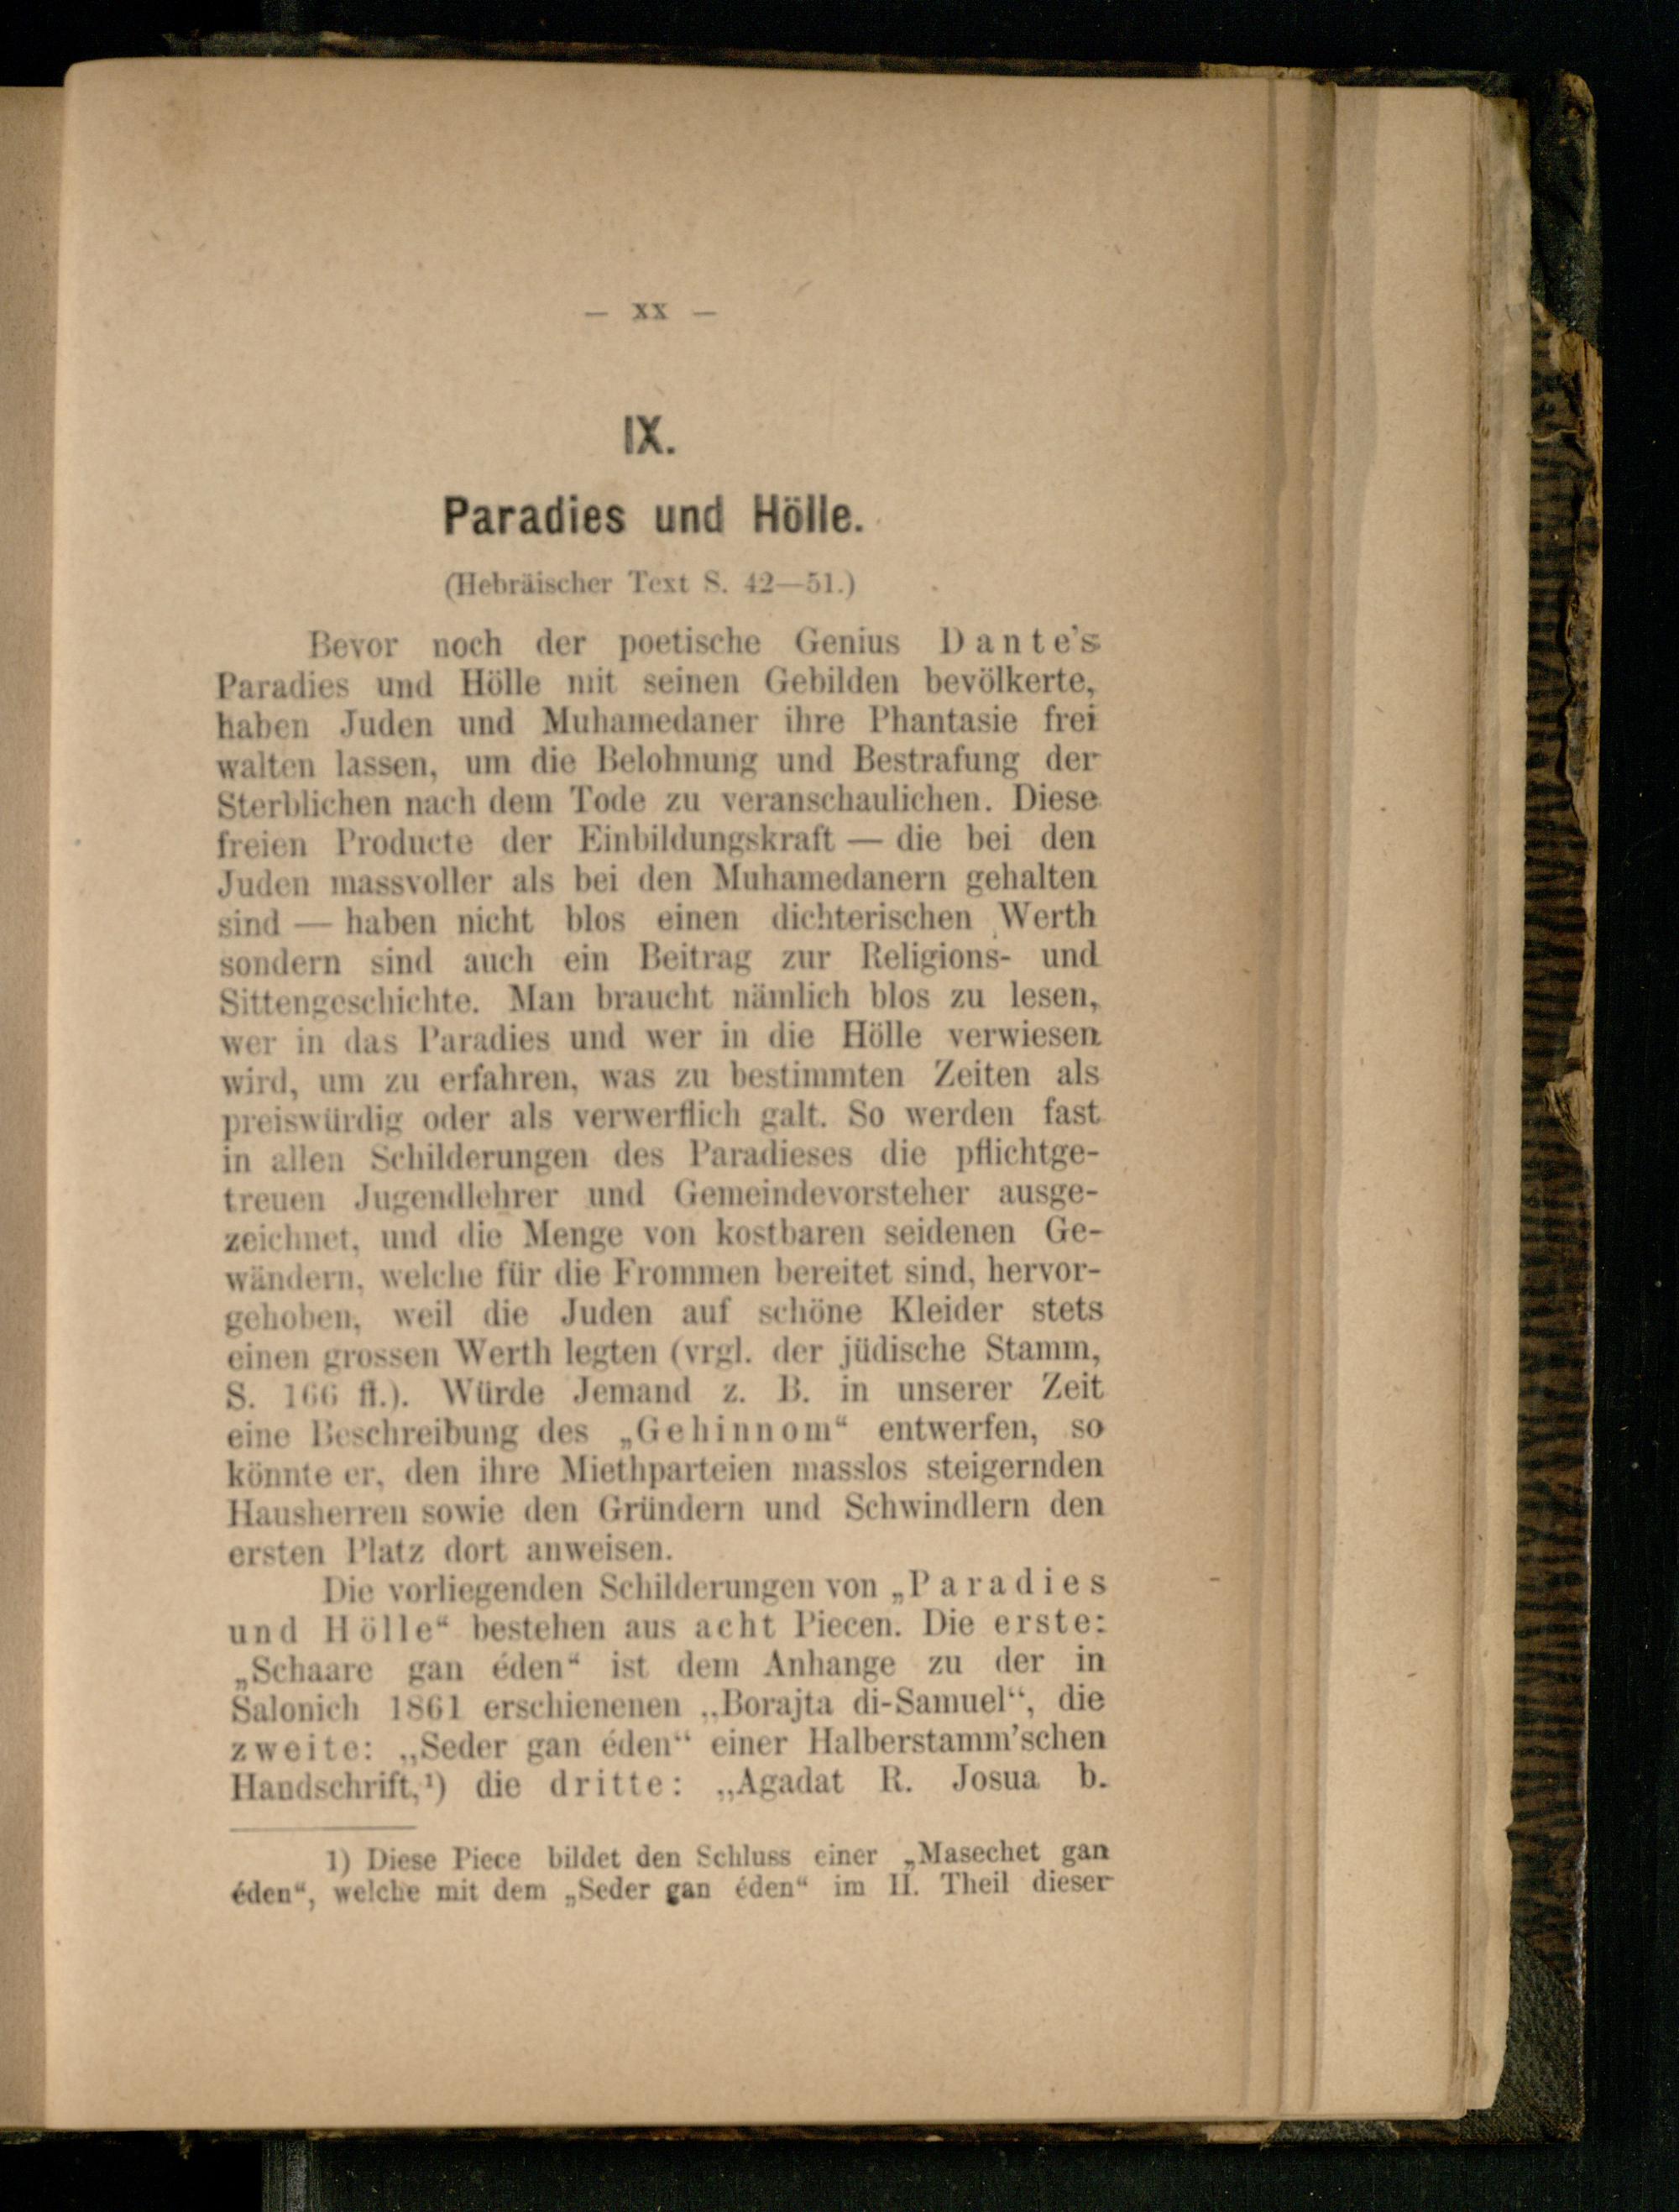 — XX —
IX.
Paradies und Hölle.
(Hebräischer Text S. 42—51.)
Bevor noch der poetische Genius Dante's
Paradies und Hölle mit seinen Gebilden bevölkerte,
haben Juden und Muhamedaner ihre Phantasie frei
walten lassen, um die Belohnung und Bestrafung der
Sterblichen nach dem Tode zu veranschaulichen. Diese
freien Producte der Einbildungskraft — die bei den
Juden massvoller als bei den Muhamedanern gehalten
sind — haben nicht blos einen dichterischen Werth
sondern sind auch ein Beitrag zur Religions- und
Sittengeschichte. Man braucht nämlich blos zu lesen,
wer in das Paradies und wer in die Hölle verwiesen
wird, um zu erfahren, was zu bestimmten Zeiten als
preiswürdig oder als verwerflich galt. So werden fast
in allen Schilderungen des Paradieses die pflichtge-
treuen Jugendlehrer und Gemeindevorsteher ausge-
zeichnet, und die Menge von kostbaren seidenen Ge-
wändern, welche für die Frommen bereitet sind, hervor-
gehoben, weil die Juden auf schöne Kleider stets
einen grossen Werth legten (vrgl. der jüdische Stamm,
S. 166 fl.). Würde Jemand z. B. in unserer Zeit
eine Beschreibung des „Gehinnom“ entwerfen, so
könnte er, den ihre Miethparteien masslos steigernden
Hausherren sowie den Gründern und Schwindlern den
ersten Platz dort anweisen.
Die vorliegenden Schilderungen von „Paradies
und Hölle“ bestehen aus acht Piecen. Die erste:
„Schaare gan éden“ ist dem Anhange zu der in
Salonich 1861 erschienenen „Borajta di-Samuel“, die
zweite: „Seder gan éden“ einer Halberstamm'schen
Handschrift,¹) die dritte: „Agadat R. Josua b.
1) Diese Piece bildet den Schluss einer „Masechet gan
éden“, welche mit dem „Seder gan éden“ im II. Theil dieser